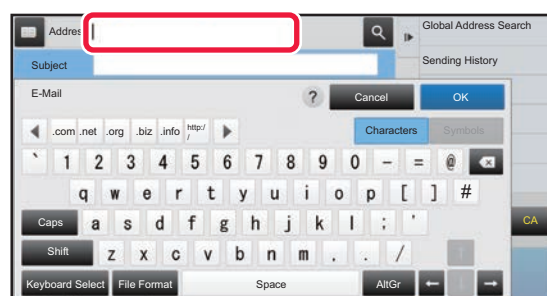 Addres
Global Address Search
Subject
Sending History
E-Mail
? Cancel OK
.com .net .org .biz .info http:/
/
Characters Symbols
` 1 2 3 4 5 6 7 8 9 0 - = @
q w e r t y u i o p [ ] #
Caps a s d f g h j k l ; '
CA
Shift z x c v b n m , . /
Keyboard Select File Format Space AltGr